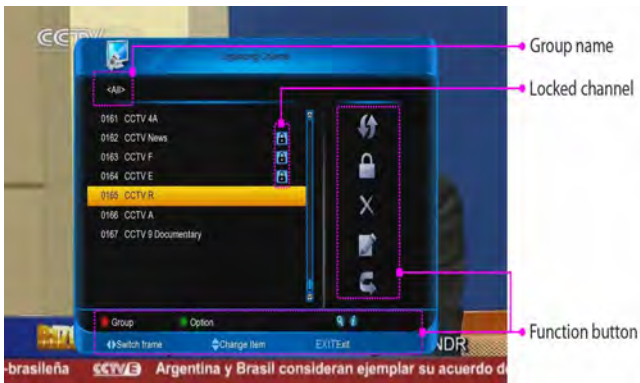 CCTV
Group name
Locked channel
<All>
0161 CCTV 4A
0162 CCTV News
0163 CCTV F
0164 CCTV E
0165 CCTV R
0166 CCTV A
0167 CCTV 9 Documentary
Group
Option
Switch frame
Change Item
EXIT Exit
Function button
NDR
-brasileña CCTV E Argentina y Brasil consideran ejemplar su acuerdo d